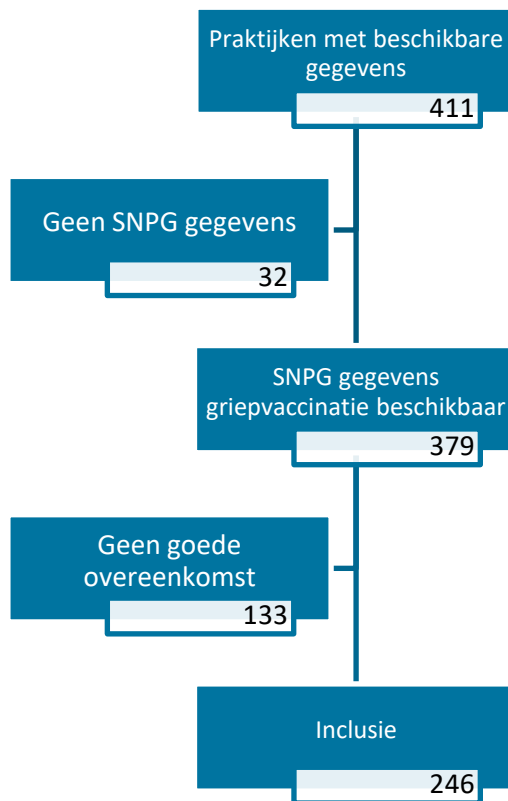 Praktijken met beschikbare
gegevens
411
Geen SNPG gegevens
32
SNPG gegevens
griepvaccinatie beschikbaar
379
Geen goede
overeenkomst
133
Inclusie
246